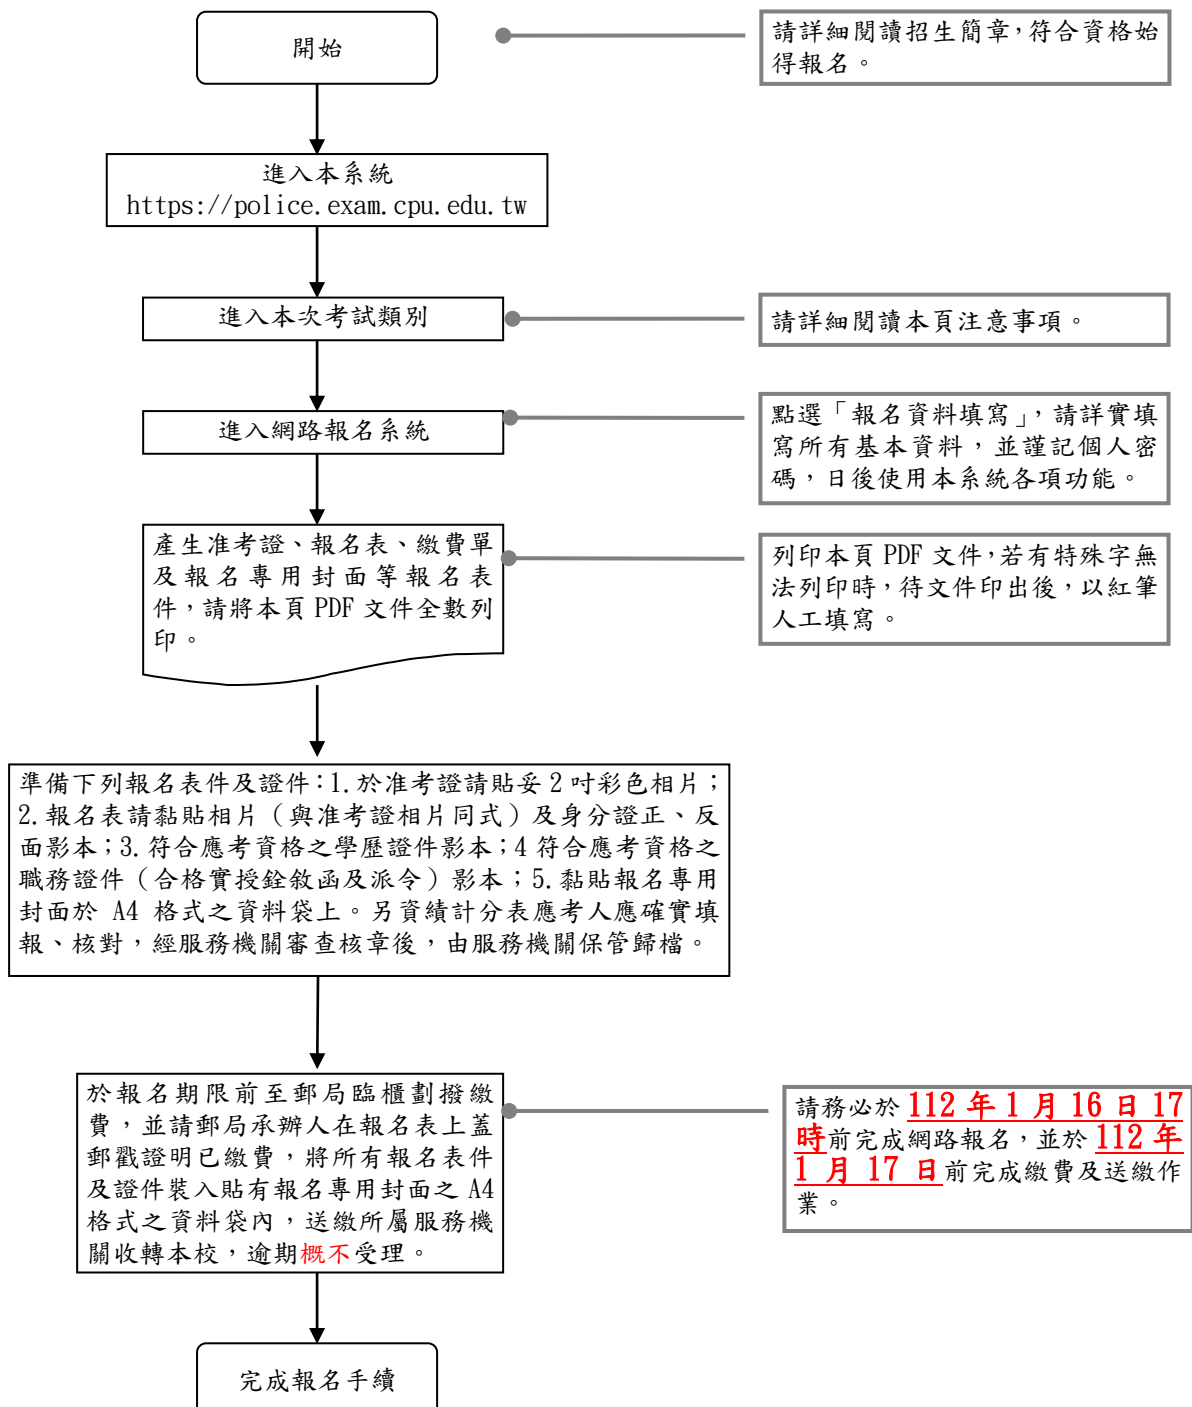 開始
請詳細閱讀招生簡章，符合資格始
得報名。
進入本系統
https://police.exam.cpu.edu.tw
進入本次考試類別
請詳細閱讀本頁注意事項。
進入網路報名系統
點選「報名資料填寫」，請詳實填
寫所有基本資料，並謹記個人密
碼，日後使用本系統各項功能。
產生准考證、報名表、繳費單
及報名專用封面等報名表
件，請將本頁 PDF 文件全數列
印。
列印本頁 PDF 文件，若有特殊字無
法列印時，待文件印出後，以紅筆
人工填寫。
準備下列報名表件及證件：1.於准考證請貼妥 2 吋彩色相片；
2.報名表請黏貼相片（與准考證相片同式）及身分證正、反
面影本；3.符合應考資格之學歷證件影本；4 符合應考資格之
職務證件（合格實授銓敘函及派令）影本；5.黏貼報名專用
封面於 A4 格式之資料袋上。另資績計分表應考人應確實填
報、核對，經服務機關審查核章後，由服務機關保管歸檔。
於報名期限前至郵局臨櫃劃撥繳
費，並請郵局承辦人在報名表上蓋
郵戳證明已繳費，將所有報名表件
及證件裝入貼有報名專用封面之 A4
格式之資料袋內，送繳所屬服務機
關收轉本校，逾期概不受理。
請務必於 112 年 1 月 16 日 17
時前完成網路報名，並於 112 年
1 月 17 日前完成繳費及送繳作
業。
完成報名手續